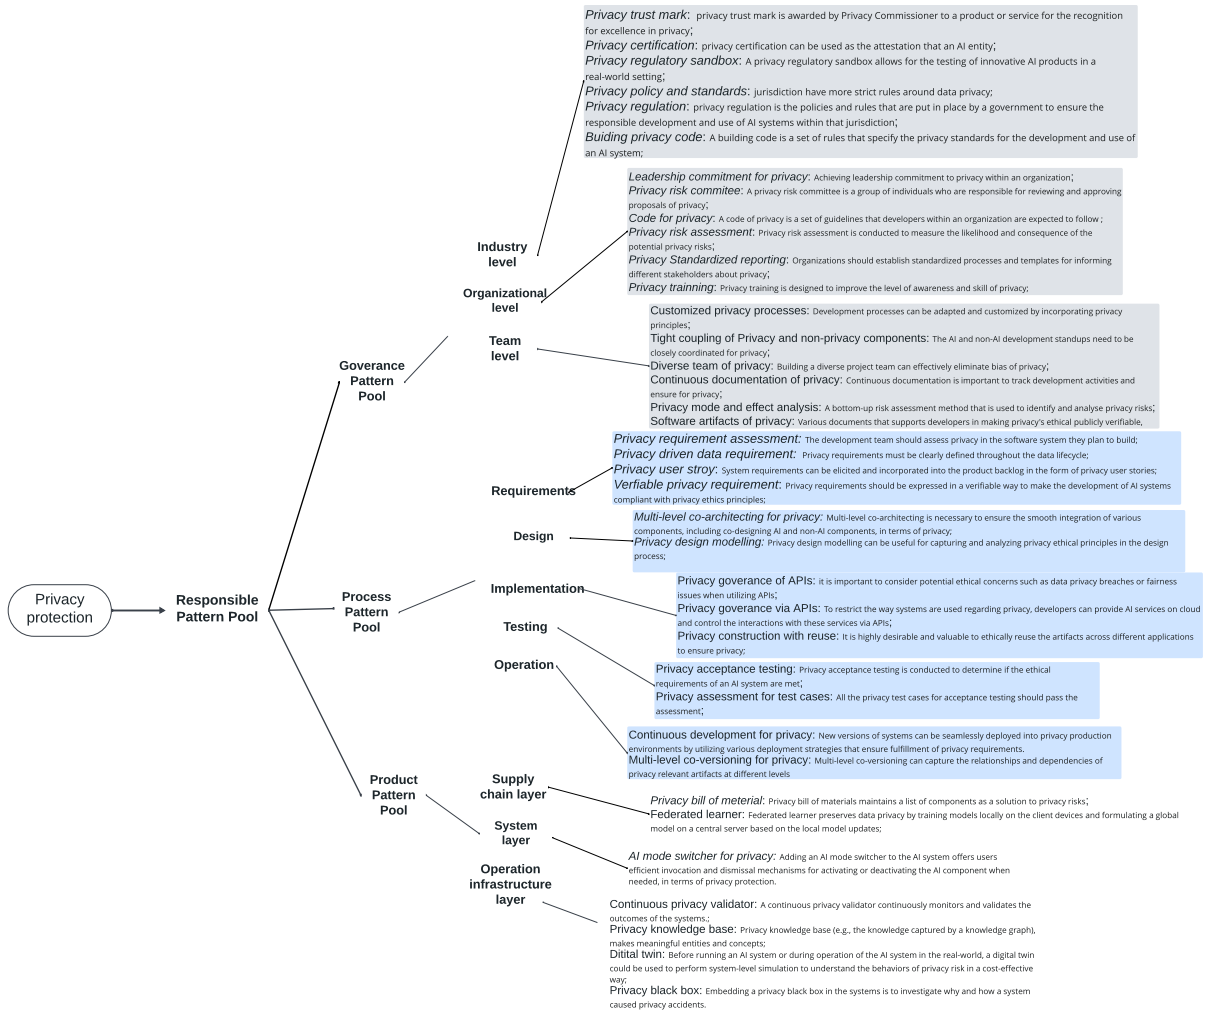 Privacy trust mark: privacy trust mark is awarded by Privacy Commissioner to a product or service for the recognition
for excellence in privacy;
Privacy certification: privacy certification can be used as the attestation that an AI entity;
Privacy regulatory sandbox: A privacy regulatory sandbox allows for the testing of innovative AI products in a
real-world setting;
Privacy policy and standards: jurisdiction have more strict rules around data privacy;
Privacy regulation: privacy regulation is the policies and rules that are put in place by a government to ensure the
responsible development and use of AI systems within that jurisdiction;
Buiding privacy code: A building code is a set of rules that specify the privacy standards for the development and use of
an AI system;
Leadership commitment for privacy: Achieving leadership commitment to privacy within an organization;
Privacy risk commitee: A privacy risk committee is a group of individuals who are responsible for reviewing and approving
proposals of privacy;
Code for privacy: A code of privacy is a set of guidelines that developers within an organization are expected to follow ;
Privacy risk assessment: Privacy risk assessment is conducted to measure the likelihood and consequence of the
potential privacy risks;
Privacy Standardized reporting: Organizations should establish standardized processes and templates for informing
different stakeholders about privacy;
Privacy trainning: Privacy training is designed to improve the level of awareness and skill of privacy;
Industry
level
Organizational
level
Team
level
Customized privacy processes: Development processes can be adapted and customized by incorporating privacy
principles;
Tight coupling of Privacy and non-privacy components: The AI and non-AI development standups need to be
closely coordinated for privacy;
Diverse team of privacy: Building a diverse project team can effectively eliminate bias of privacy;
Continuous documentation of privacy: Continuous documentation is important to track development activities and
ensure for privacy;
Privacy mode and effect analysis: A bottom-up risk assessment method that is used to identify and analyse privacy risks;
Software artifacts of privacy: Various documents that supports developers in making privacy's ethical publicly verifiable,
Goverance
Pattern
Pool
Privacy requirement assessment: The development team should assess privacy in the software system they plan to build;
Privacy driven data requirement: Privacy requirements must be clearly defined throughout the data lifecycle;
Privacy user stroy: System requirements can be elicited and incorporated into the product backlog in the form of privacy user stories;
Verfiable privacy requirement: Privacy requirements should be expressed in a verifiable way to make the development of AI systems
compliant with privacy ethics principles;
Requirements
Multi-level co-architecting for privacy: Multi-level co-architecting is necessary to ensure the smooth integration of various
components, including co-designing AI and non-AI components, in terms of privacy;
Privacy design modelling: Privacy design modelling can be useful for capturing and analyzing privacy ethical principles in the design
process;
Design
Privacy goverance of APIs: it is important to consider potential ethical concerns such as data privacy breaches or fairness
issues when utilizing APIs;
Privacy goverance via APIs: To restrict the way systems are used regarding privacy, developers can provide AI services on cloud
and control the interactions with these services via APIs;
Privacy construction with reuse: It is highly desirable and valuable to ethically reuse the artifacts across different applications
to ensure privacy;
Implementation
Privacy
protection
Responsible
Pattern Pool
Process
Pattern
Pool
Testing
Operation
Privacy acceptance testing: Privacy acceptance testing is conducted to determine if the ethical
requirements of an AI system are met;
Privacy assessment for test cases: All the privacy test cases for acceptance testing should pass the
assessment;
Continuous development for privacy: New versions of systems can be seamlessly deployed into privacy production
environments by utilizing various deployment strategies that ensure fulfillment of privacy requirements.
Multi-level co-versioning for privacy: Multi-level co-versioning can capture the relationships and dependencies of
privacy relevant artifacts at different levels
Product
Pattern
Pool
Supply
chain layer
Privacy bill of meterial: Privacy bill of materials maintains a list of components as a solution to privacy risks;
Federated learner: Federated learner preserves data privacy by training models locally on the client devices and formulating a global
model on a central server based on the local model updates;
System
layer
AI mode switcher for privacy: Adding an AI mode switcher to the AI system offers users
efficient invocation and dismissal mechanisms for activating or deactivating the AI component when
needed, in terms of privacy protection.
Operation
infrastructure
layer
Continuous privacy validator: A continuous privacy validator continuously monitors and validates the
outcomes of the systems.;
Privacy knowledge base: Privacy knowledge base (e.g., the knowledge captured by a knowledge graph),
makes meaningful entities and concepts;
Ditital twin: Before running an AI system or during operation of the AI system in the real-world, a digital twin
could be used to perform system-level simulation to understand the behaviors of privacy risk in a cost-effective
way;
Privacy black box: Embedding a privacy black box in the systems is to investigate why and how a system
caused privacy accidents.